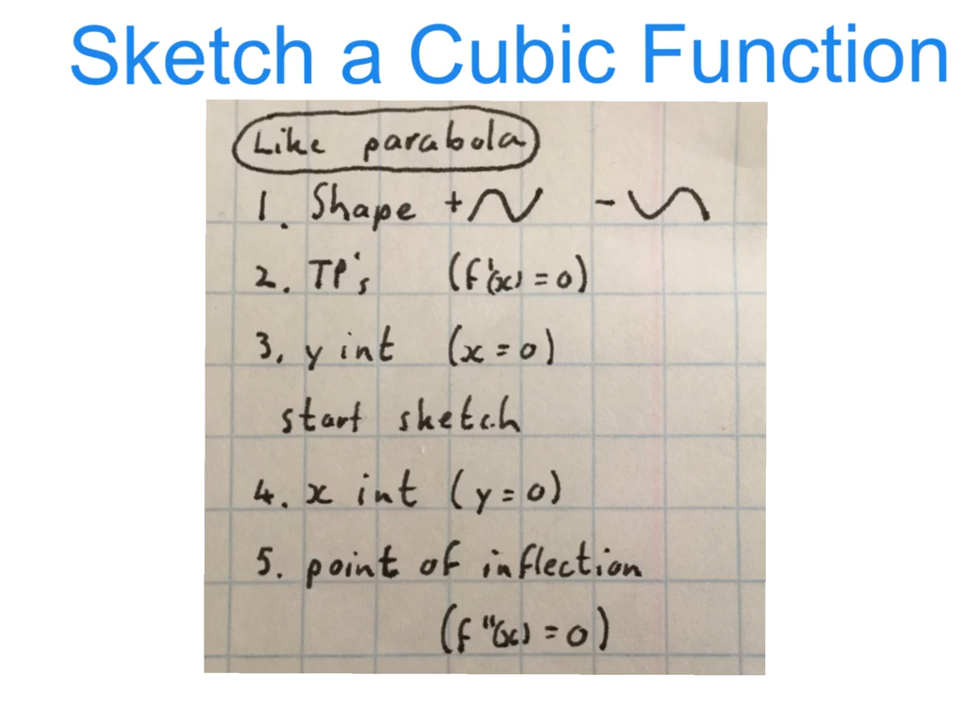 Sketch a Cubic Function
Like parabola
1. Shape + -
2. TP's (f'(x) = 0)
3. y int (x = 0)
start sketch
4. x int (y = 0)
5. point of inflection
(f"(x) = 0)